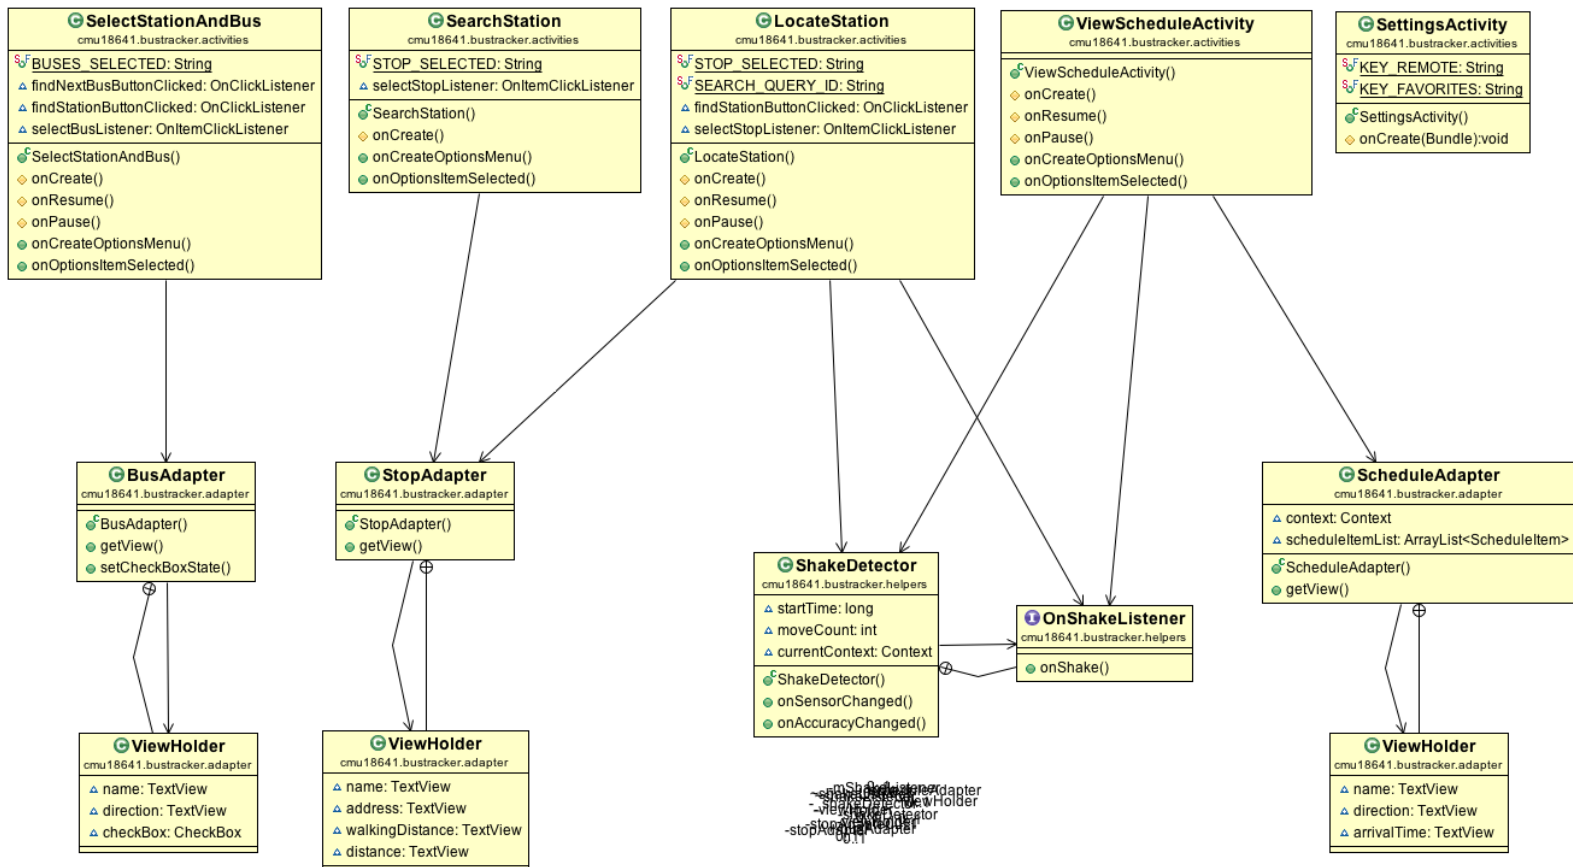 SelectStationAndBus
cmu18641.bustracker.activities
BUSES_SELECTED: String
findNextBusButtonClicked: OnClickListener
findStationButtonClicked: OnClickListener
selectBusListener: OnItemClickListener
SelectStationAndBus()
onCreate()
onResume()
onPause()
onCreateOptionsMenu()
onOptionsItemSelected()
SearchStation
cmu18641.bustracker.activities
STOP_SELECTED: String
selectStopListener: OnItemClickListener
SearchStation()
onCreate()
onCreateOptionsMenu()
onOptionsItemSelected()
LocateStation
cmu18641.bustracker.activities
STOP_SELECTED: String
SEARCH_QUERY_ID: String
findStationButtonClicked: OnClickListener
selectStopListener: OnItemClickListener
LocateStation()
onCreate()
onResume()
onPause()
onCreateOptionsMenu()
onOptionsItemSelected()
ViewScheduleActivity
cmu18641.bustracker.activities
ViewScheduleActivity()
onCreate()
onResume()
onPause()
onCreateOptionsMenu()
onOptionsItemSelected()
SettingsActivity
cmu18641.bustracker.activities
KEY_REMOTE: String
KEY_FAVORITES: String
SettingsActivity()
onCreate(Bundle):void
BusAdapter
cmu18641.bustracker.adapter
BusAdapter()
getView()
setCheckBoxState()
StopAdapter
cmu18641.bustracker.adapter
StopAdapter()
getView()
ShakeDetector
cmu18641.bustracker.helpers
startTime: long
moveCount: int
currentContext: Context
ShakeDetector()
onSensorChanged()
onAccuracyChanged()
OnShakeListener
cmu18641.bustracker.helpers
onShake()
ScheduleAdapter
cmu18641.bustracker.adapter
context: Context
scheduleItemList: ArrayList<ScheduleItem>
ScheduleAdapter()
getView()
ViewHolder
cmu18641.bustracker.adapter
name: TextView
direction: TextView
checkBox: CheckBox
ViewHolder
cmu18641.bustracker.adapter
name: TextView
address: TextView
walkingDistance: TextView
distance: TextView
ViewHolder
cmu18641.bustracker.adapter
name: TextView
direction: TextView
arrivalTime: TextView
-stopAdapter